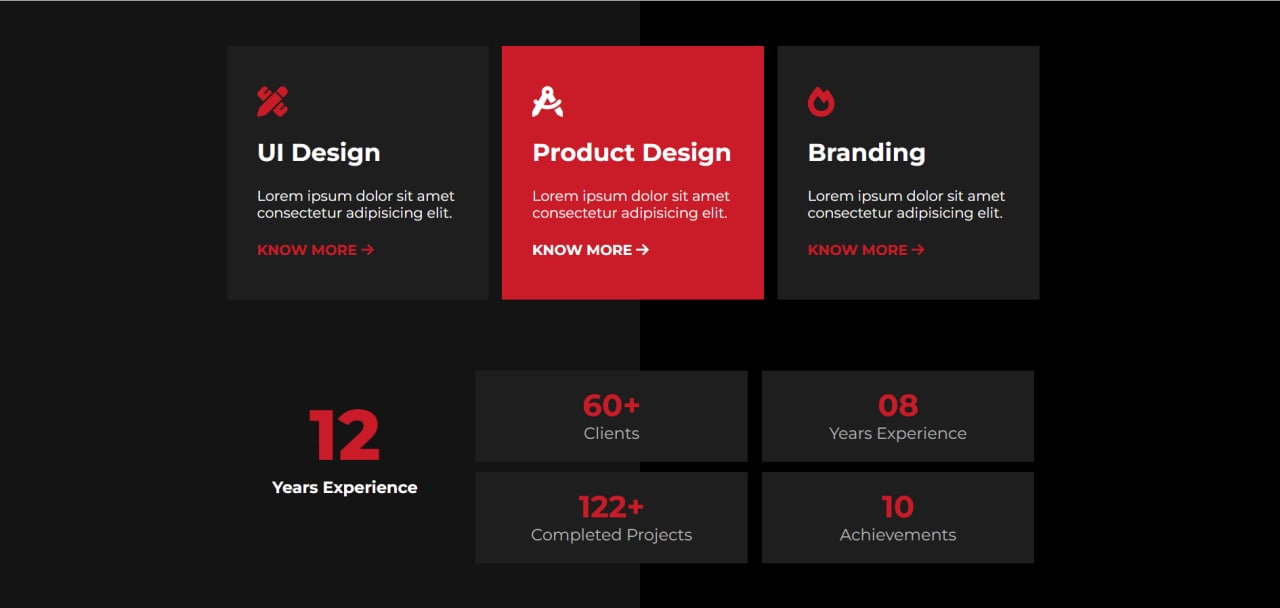 UI Design
Lorem ipsum dolor sit amet
consectetur adipisicing elit.
KNOW MORE →
Product Design
Lorem ipsum dolor sit amet
consectetur adipisicing elit.
KNOW MORE →
Branding
Lorem ipsum dolor sit amet
consectetur adipisicing elit.
KNOW MORE →
12
Years Experience
60+
Clients
08
Years Experience
122+
Completed Projects
10
Achievements